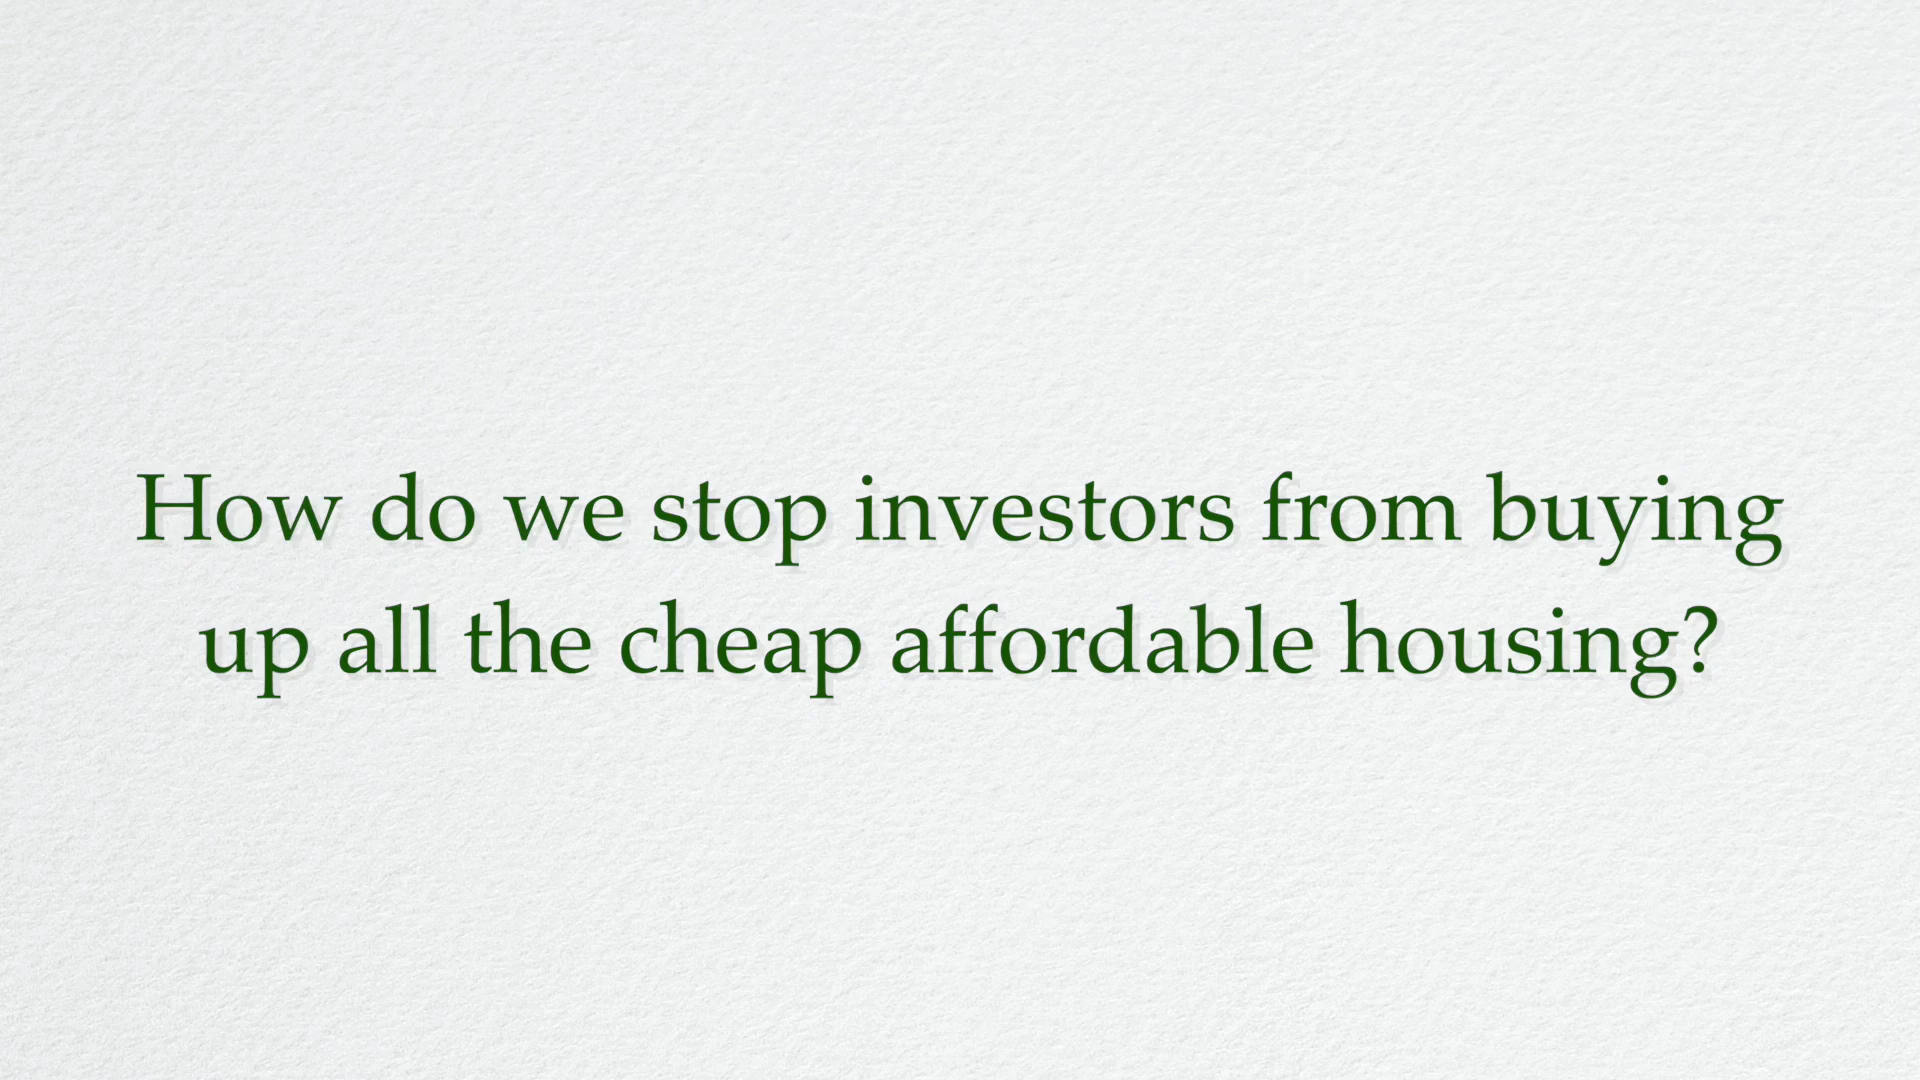 How do we stop investors from buying
up all the cheap affordable housing?